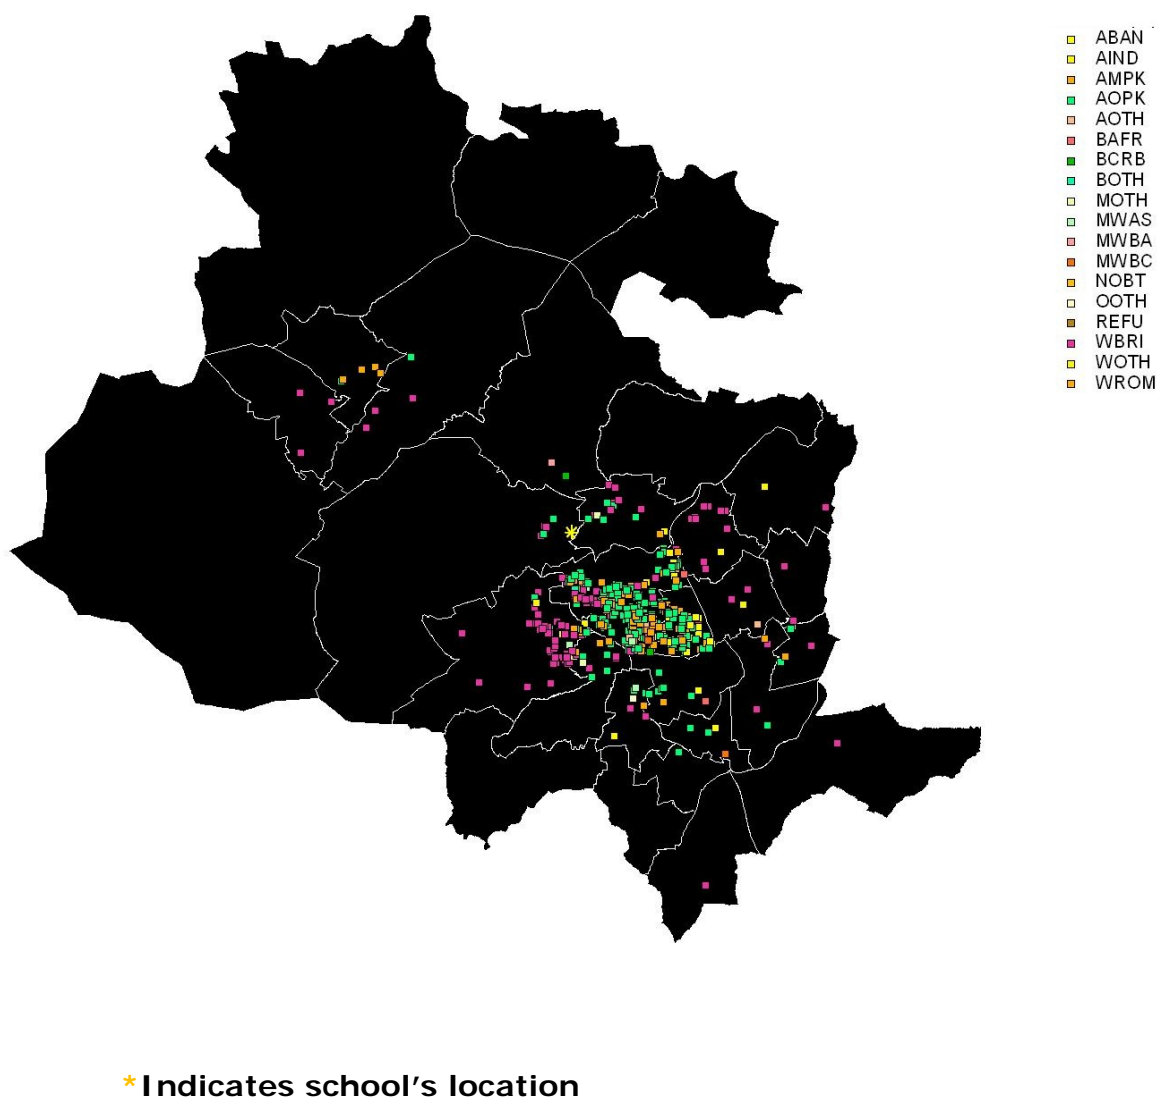 ABAN
AIND
AMPK
AOPK
AOTH
BAFR
BCRB
BOTH
MOTH
MWAS
MWBA
MWBC
NOBT
OOTH
REFU
WBRI
WOTH
WROM
*Indicates school's location